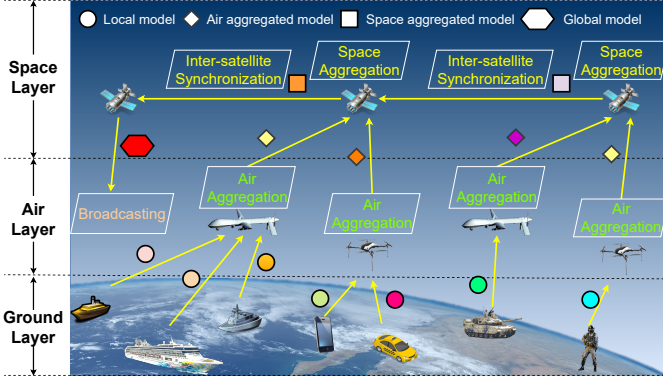 Local model
Air aggregated model
Space aggregated model
Global model
Space
Layer
Inter-satellite
Synchronization
Space
Aggregation
Inter-satellite
Synchronization
Space
Aggregation
Air
Layer
Broadcasting
Air
Aggregation
Air
Aggregation
Air
Aggregation
Air
Aggregation
Ground
Layer